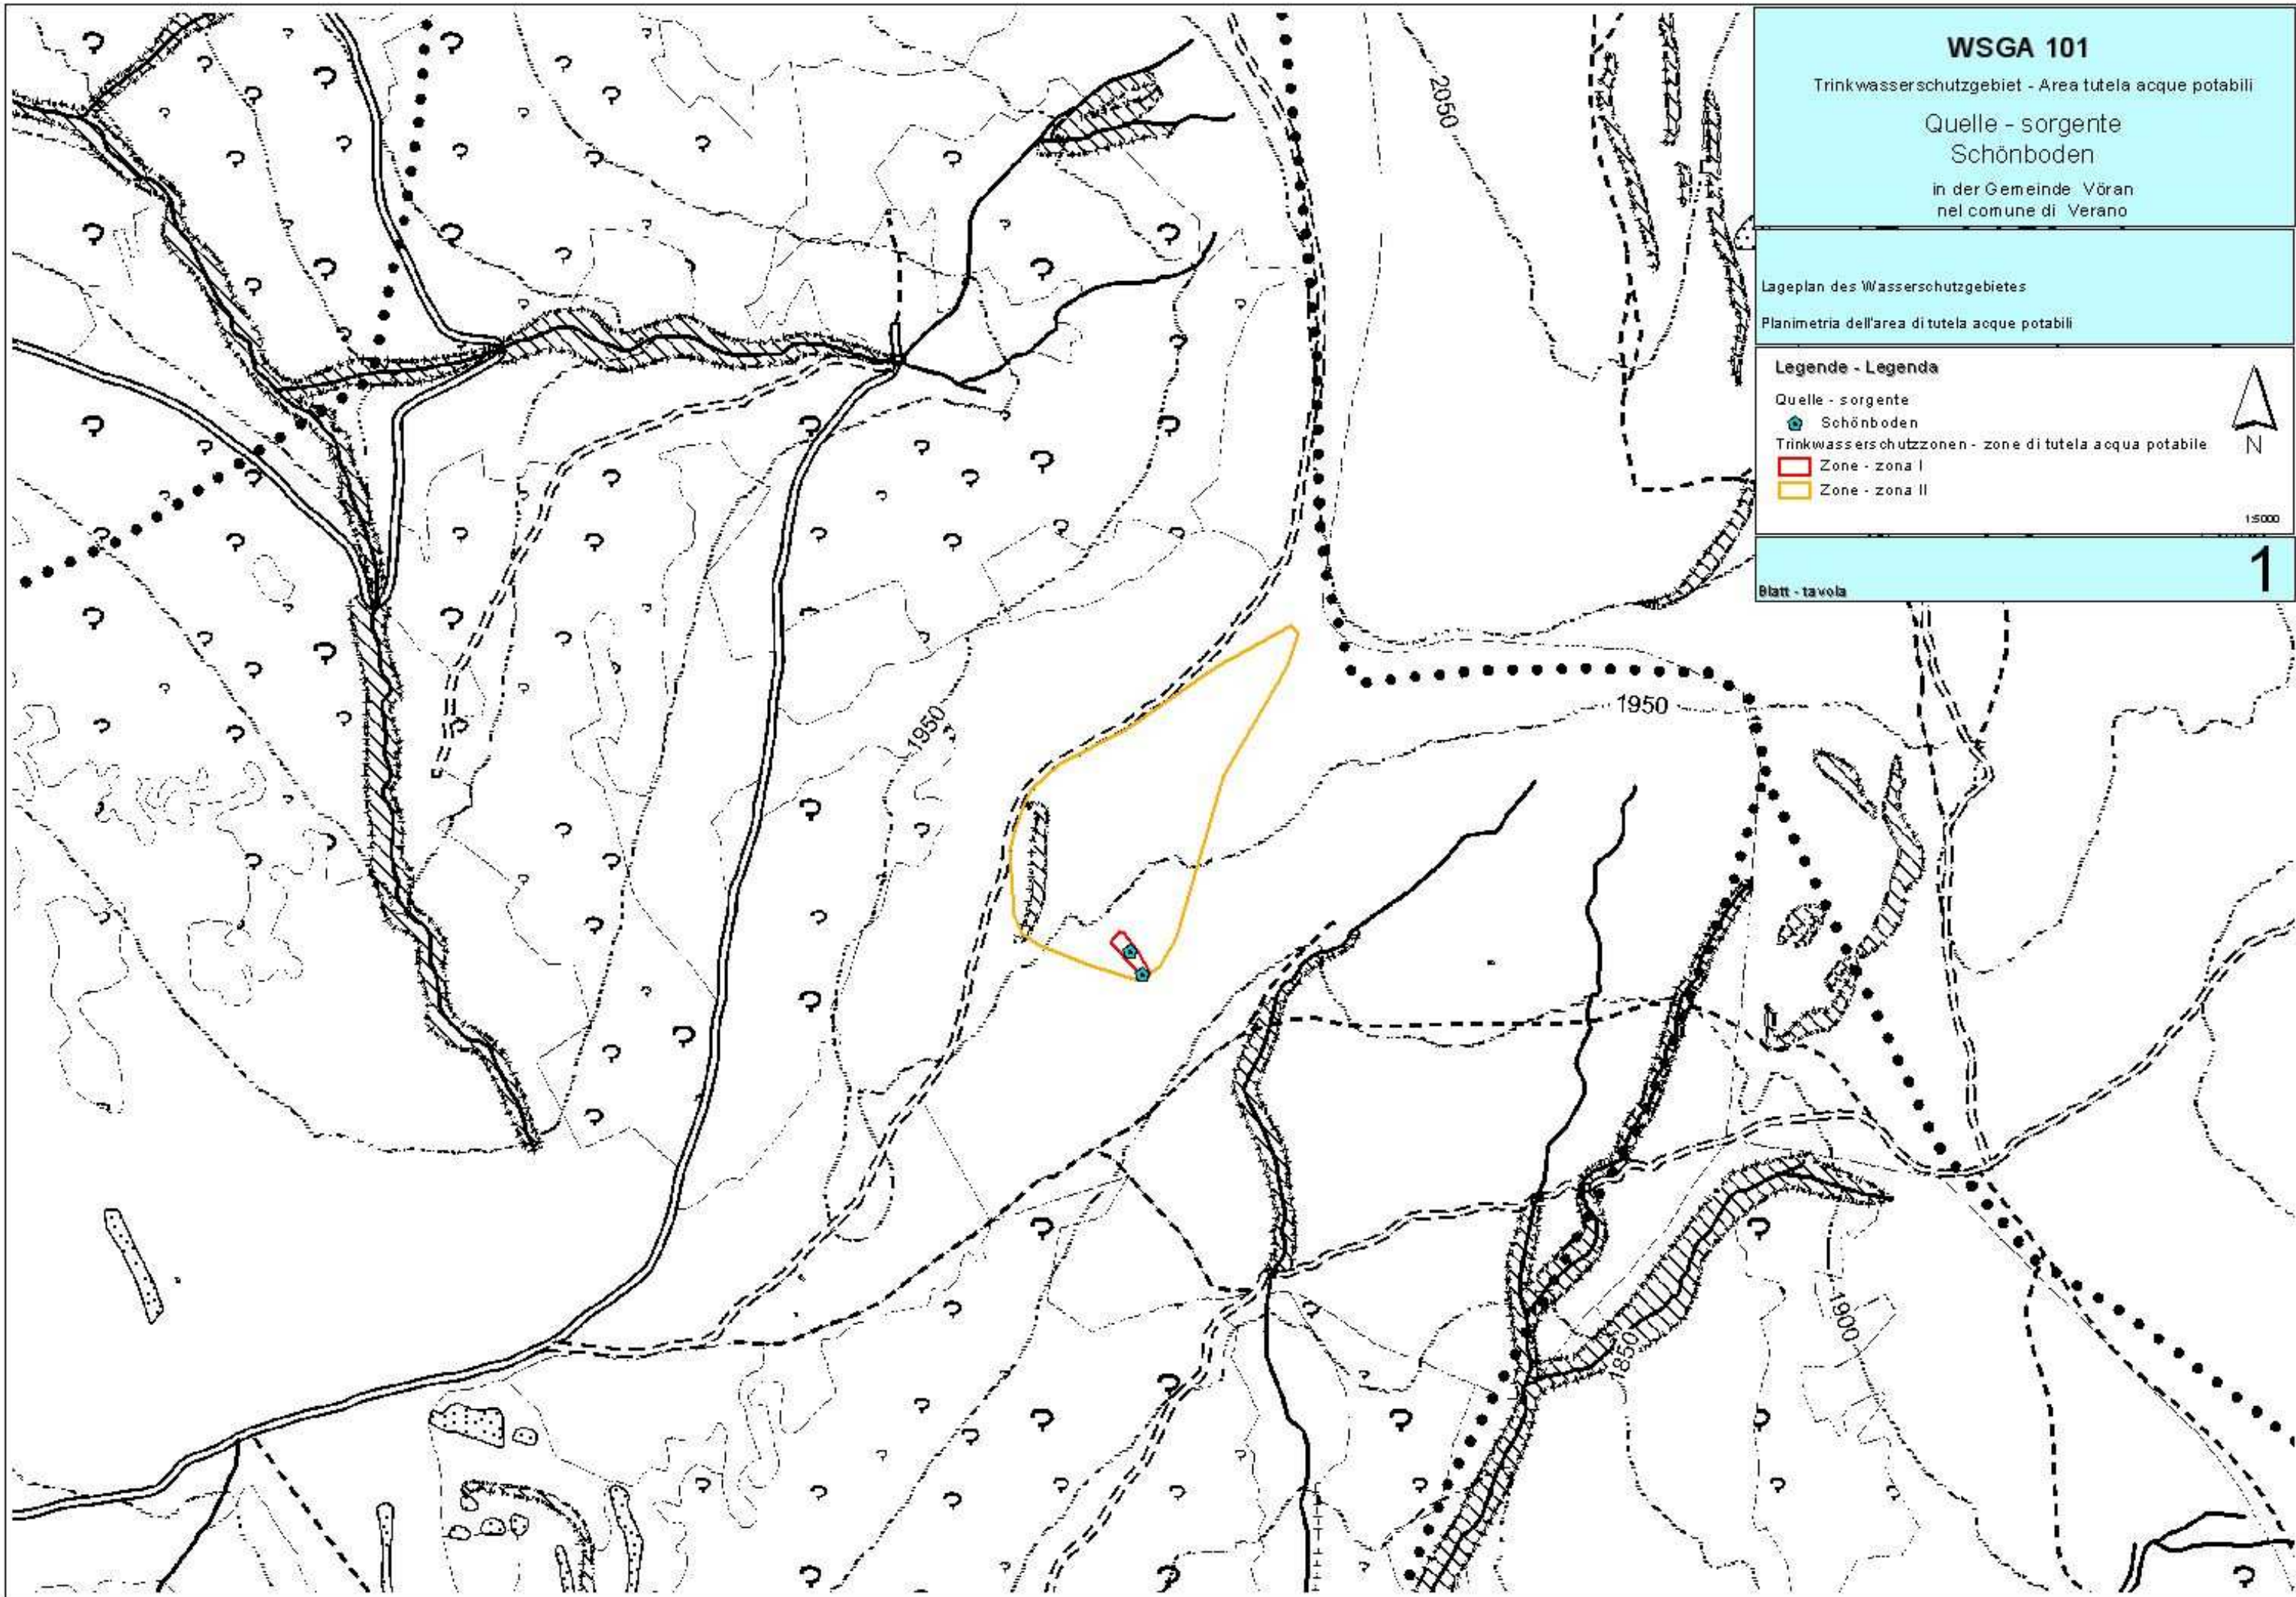 WSGA 101
Trinkwasserschutzgebiet - Area tutela acque potabili
Quelle - sorgente
Schönboden
in der Gemeinde Vöran
nel comune di Verano
Lageplan des Wasserschutzgebietes
Planimetria dell'area di tutela acque potabili
Legende - Legenda
Quelle - sorgente
Schönboden
Trinkwasserschutzzonen - zone di tutela acqua potabile
Zone - zona I
Zone - zona II
N
1:5000
Blatt - tavola
1
2050
1950
1950
1900
1850